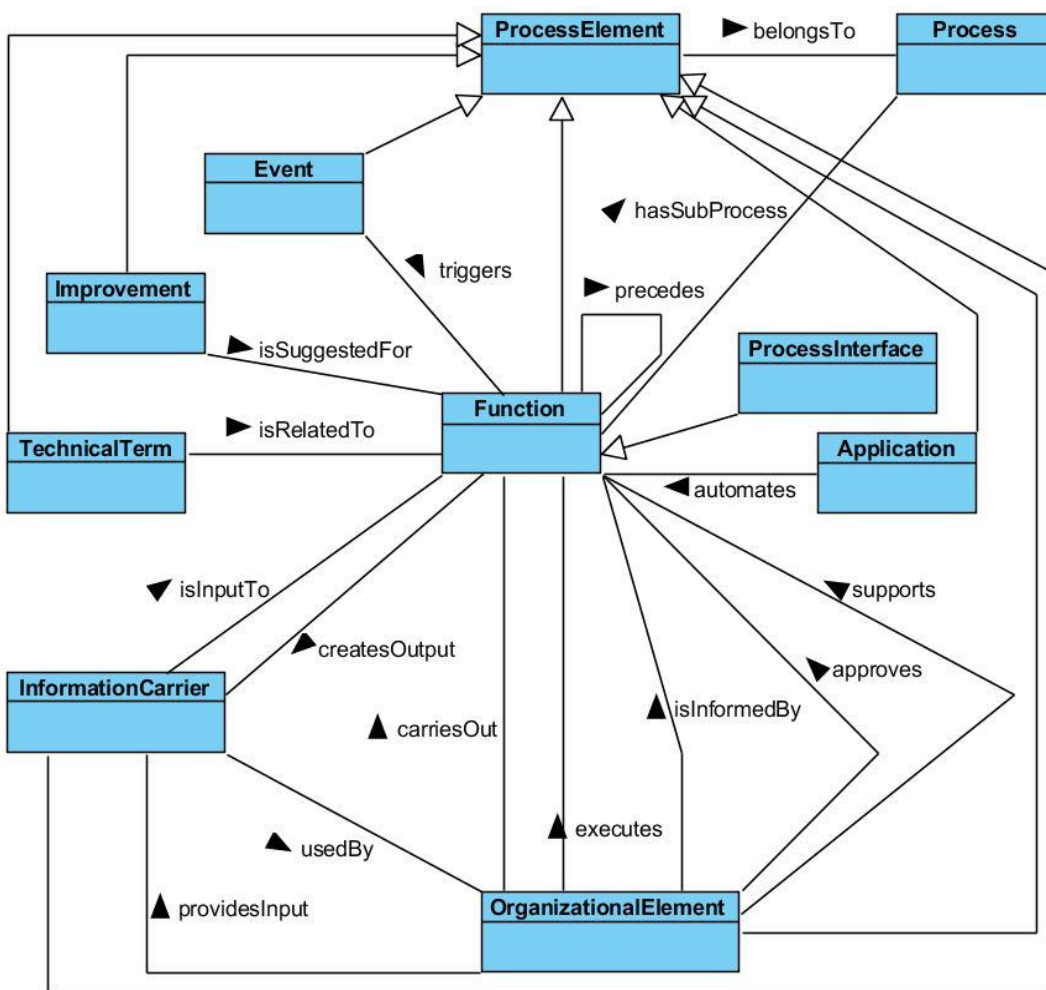 ProcessElement
belongsTo
Process
Event
hasSubProcess
triggers
Improvement
precedes
isSuggestedFor
ProcessInterface
Function
isRelatedTo
TechnicalTerm
Application
automates
isInputTo
supports
createsOutput
approves
InformationCarrier
isInformedBy
carriesOut
executes
usedBy
providesInput
OrganizationalElement